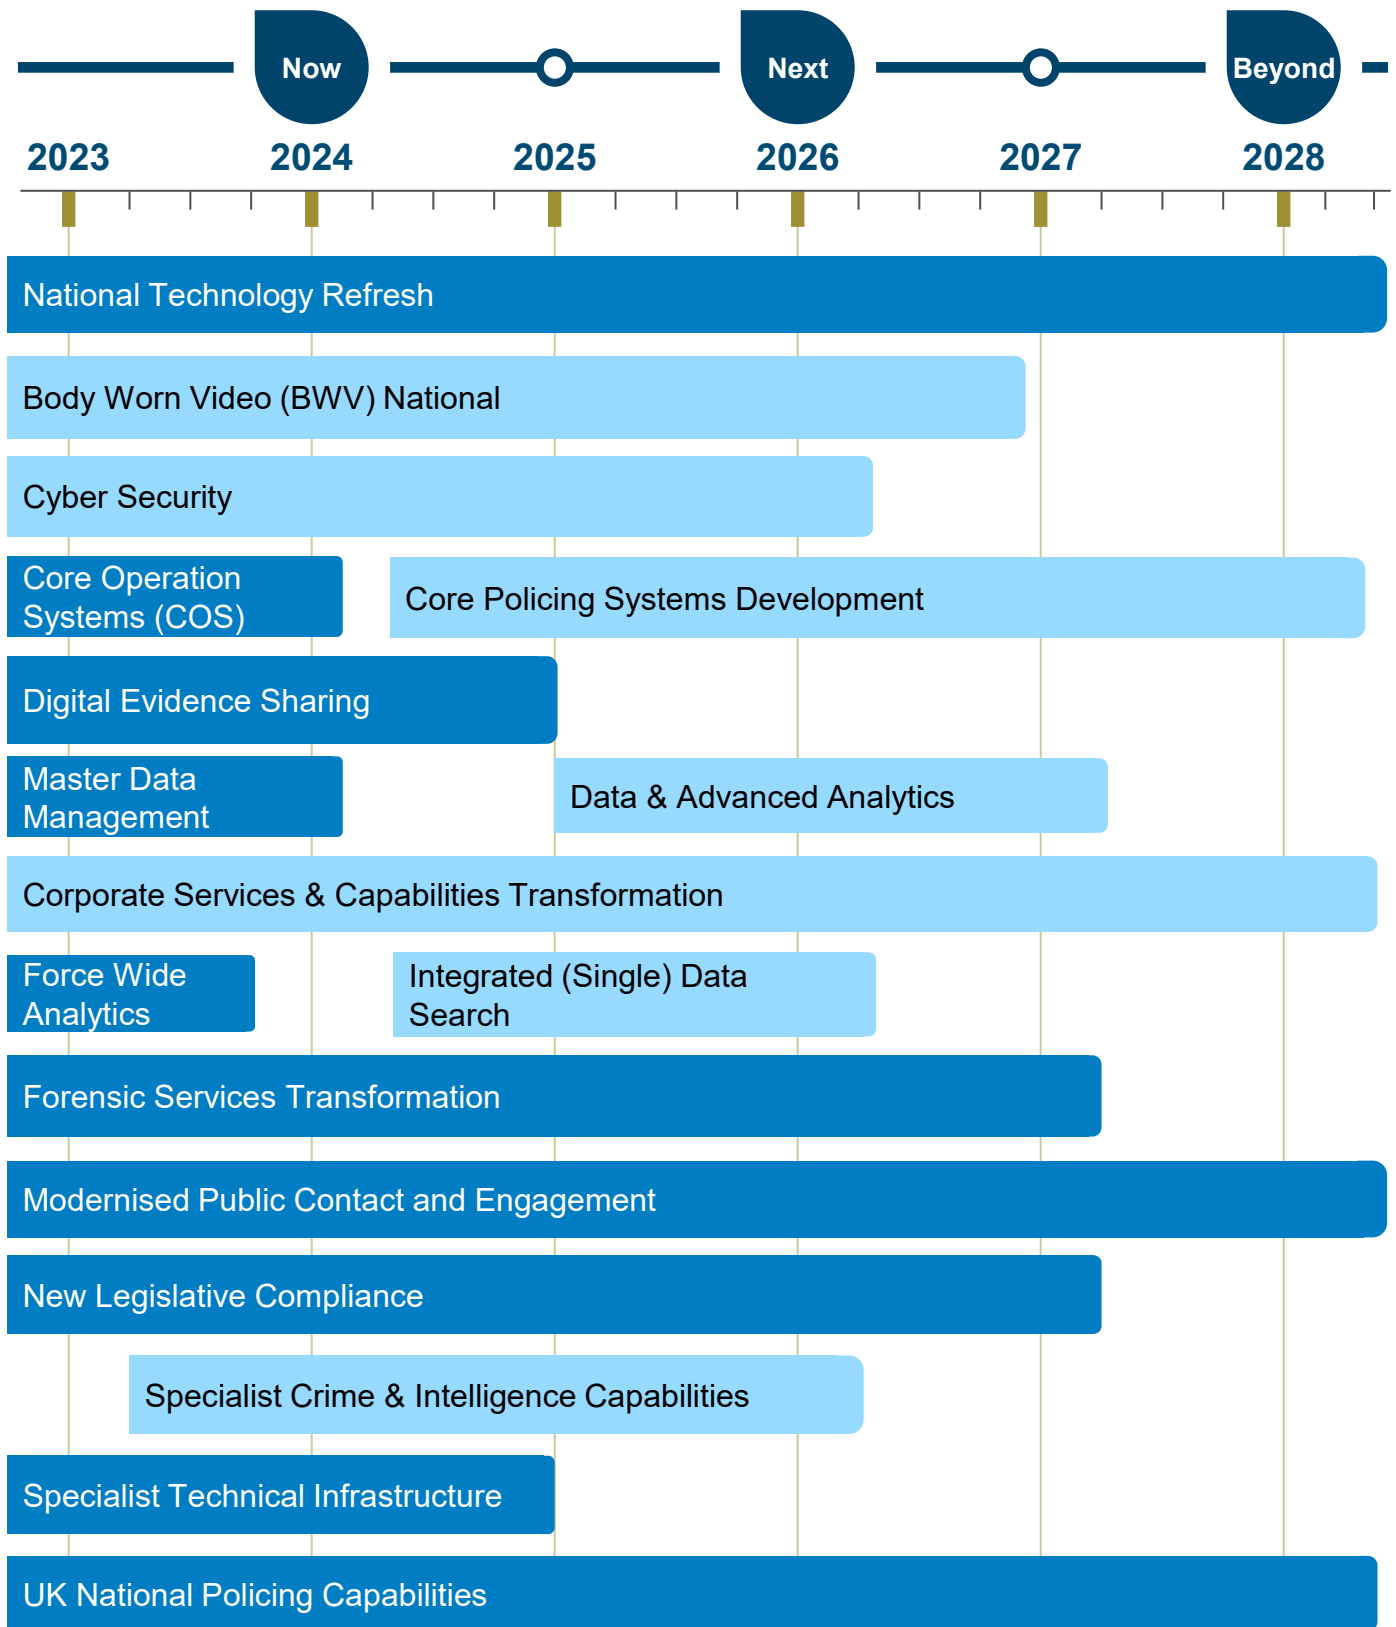 Now
Next
Beyond
2023 2024 2025 2026 2027 2028
National Technology Refresh
Body Worn Video (BWV) National
Cyber Security
Core Operation
Systems (COS)
Core Policing Systems Development
Digital Evidence Sharing
Master Data
Management
Data & Advanced Analytics
Corporate Services & Capabilities Transformation
Force Wide
Analytics
Integrated (Single) Data
Search
Forensic Services Transformation
Modernised Public Contact and Engagement
New Legislative Compliance
Specialist Crime & Intelligence Capabilities
Specialist Technical Infrastructure
UK National Policing Capabilities